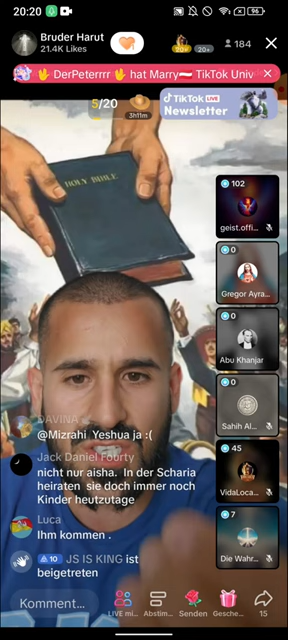 20:20
96
Bruder Harut
21.4K Likes
20+
184
DerPeterrrr hat Marry TikTok Univ
5/20
3h11m
TikTok LIVE
Newsletter
HOLY BIBLE
102
geist.offi...
0
Gregor Ayra...
0
Abu Khanjar
0
Sahih Al...
45
VidaLoca...
7
Die Wahr...
DAVINA
@Mizrahi Yeshua ja :(
Jack Daniel Fourty
nicht nur aisha. In der Scharia
heiraten sie doch immer noch
Kinder heutzutage
Luca
Ihm kommen .
10 JS IS KING ist
beigetreten
Komment...
LIVE mi...
Abstim...
Senden
Gesche...
15